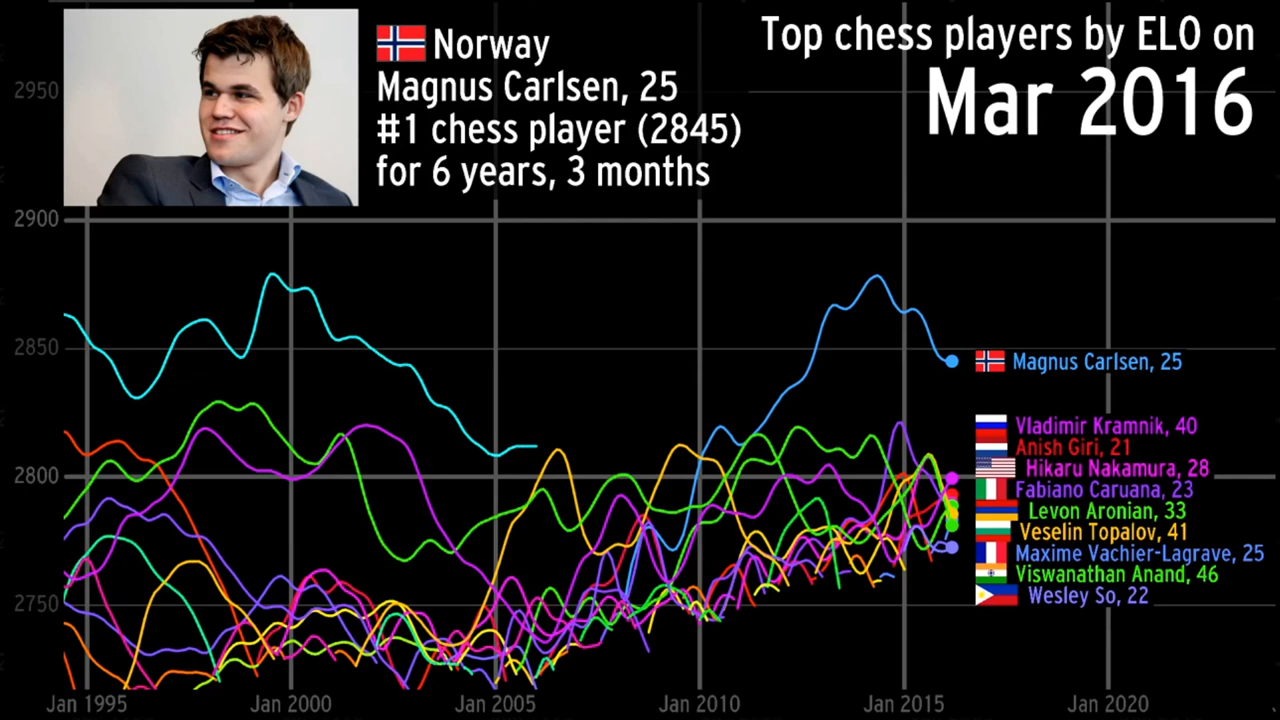 Norway
Magnus Carlsen, 25
#1 chess player (2845)
for 6 years, 3 months
Top chess players by ELO on
Mar 2016
2950
2900
2850
2800
2750
Magnus Carlsen, 25
Vladimir Kramnik, 40
Anish Giri, 21
Hikaru Nakamura, 28
Fabiano Caruana, 23
Levon Aronian, 33
Veselin Topalov, 41
Maxime Vachier-Lagrave, 25
Viswanathan Anand, 46
Wesley So, 22
Jan 1995
Jan 2000
Jan 2005
Jan 2010
Jan 2015
Jan 2020